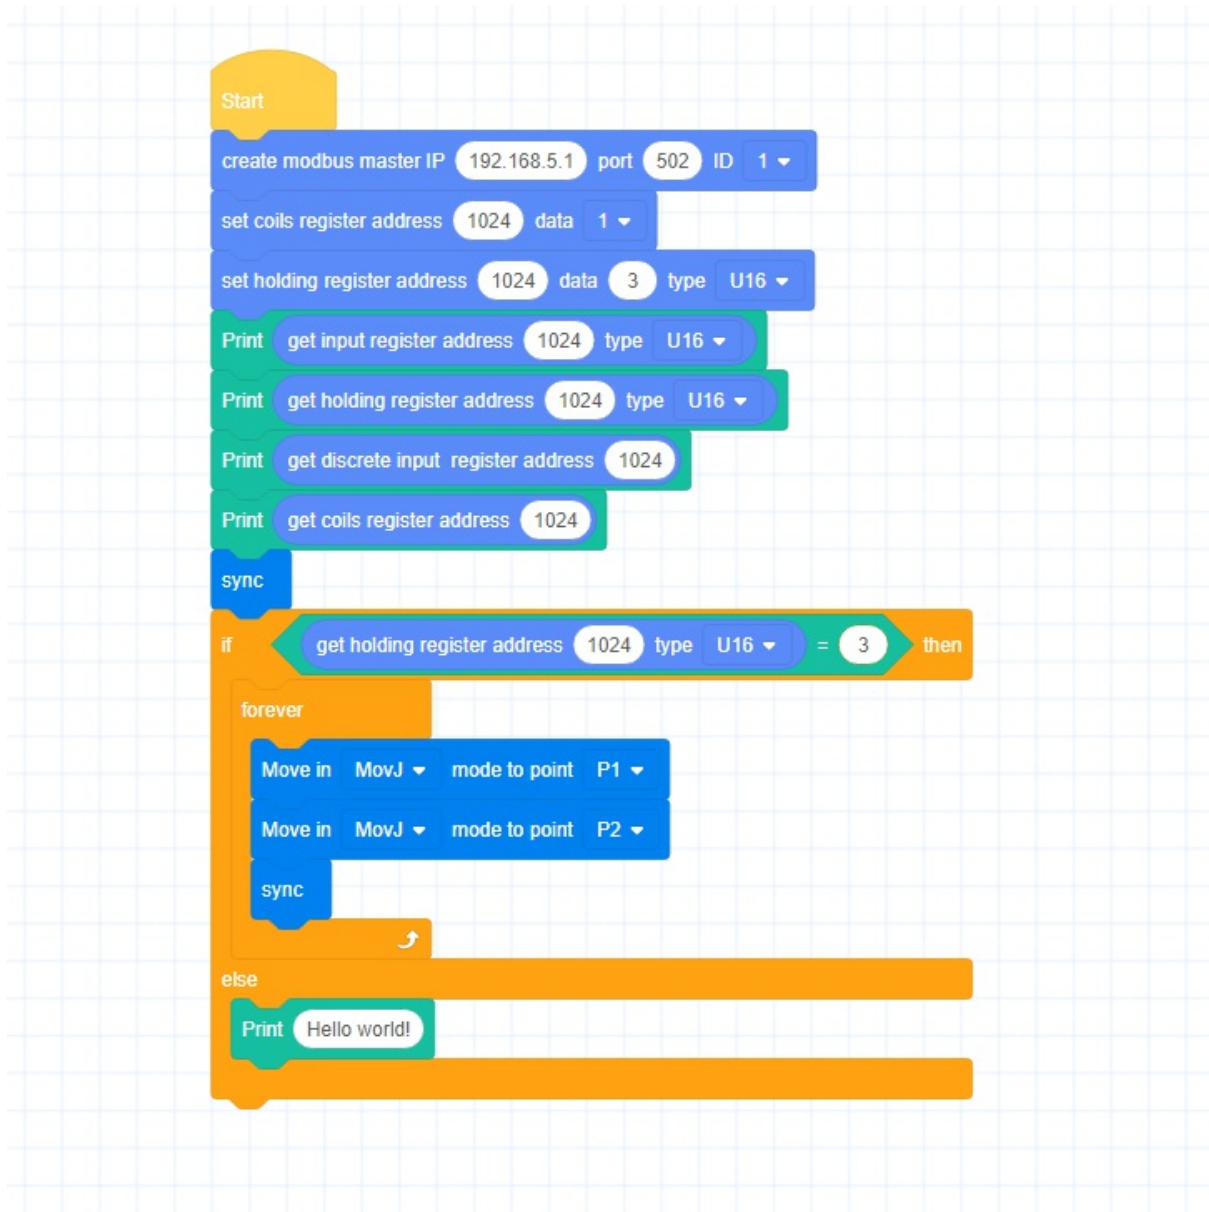 Start
create modbus master IP 192.168.5.1 port 502 ID 1
set coils register address 1024 data 1
set holding register address 1024 data 3 type U16
Print get input register address 1024 type U16
Print get holding register address 1024 type U16
Print get discrete input register address 1024
Print get coils register address 1024
sync
if get holding register address 1024 type U16 = 3 then
forever
Move in MovJ mode to point P1
Move in MovJ mode to point P2
sync
else
Print Hello world!